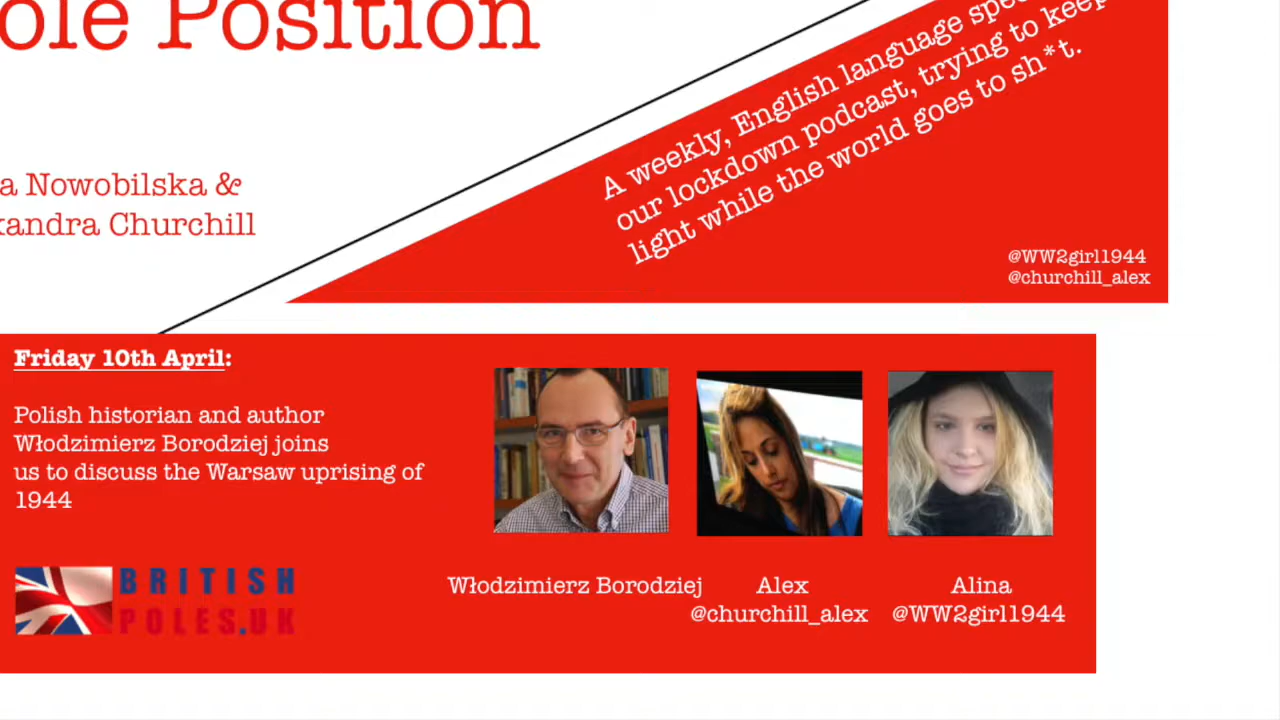 ole Position
a Nowobilska &
xandra Churchill
A weekly, English language spe
our lockdown podcast, trying to keep
light while the world goes to sh*t.
@WW2girl1944
@churchill_alex
Friday 10th April:
Polish historian and author
Włodzimierz Borodziej joins
us to discuss the Warsaw uprising of
1944
BRITISH
POLES.UK
Włodzimierz Borodziej
Alex
@churchill_alex
Alina
@WW2girl1944